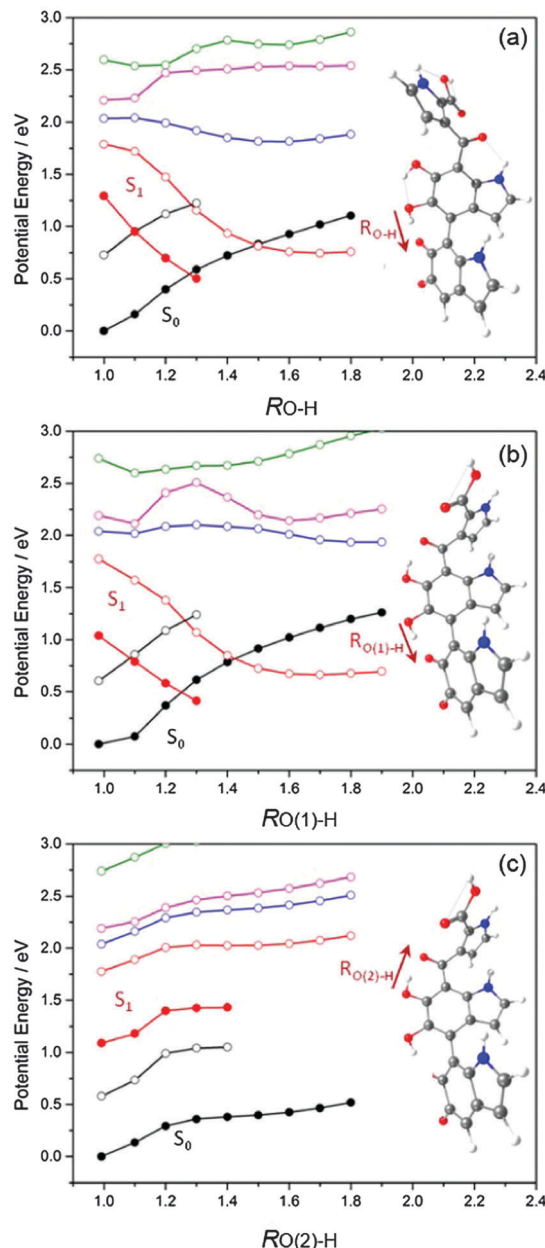 (a)
Potential Energy / eV
3.0
2.5
2.0
1.5
1.0
0.5
0.0
S1
S0
RO-H
1.0 1.2 1.4 1.6 1.8 2.0 2.2 2.4
RO-H
(b)
Potential Energy / eV
3.0
2.5
2.0
1.5
1.0
0.5
0.0
S1
S0
RO(1)-H
1.0 1.2 1.4 1.6 1.8 2.0 2.2 2.4
RO(1)-H
(c)
Potential Energy / eV
3.0
2.5
2.0
1.5
1.0
0.5
0.0
S1
S0
RO(2)-H
1.0 1.2 1.4 1.6 1.8 2.0 2.2 2.4
RO(2)-H